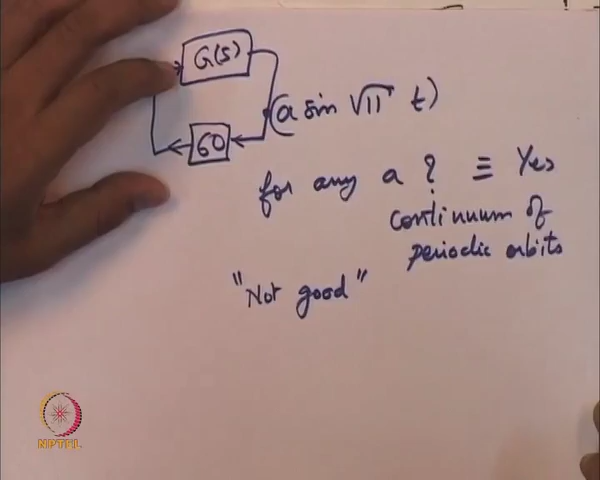 G(s)
(a sin √11 t)
60
for any a ? ≡ Yes
continuum of
periodic orbits
"Not good"
NPTEL